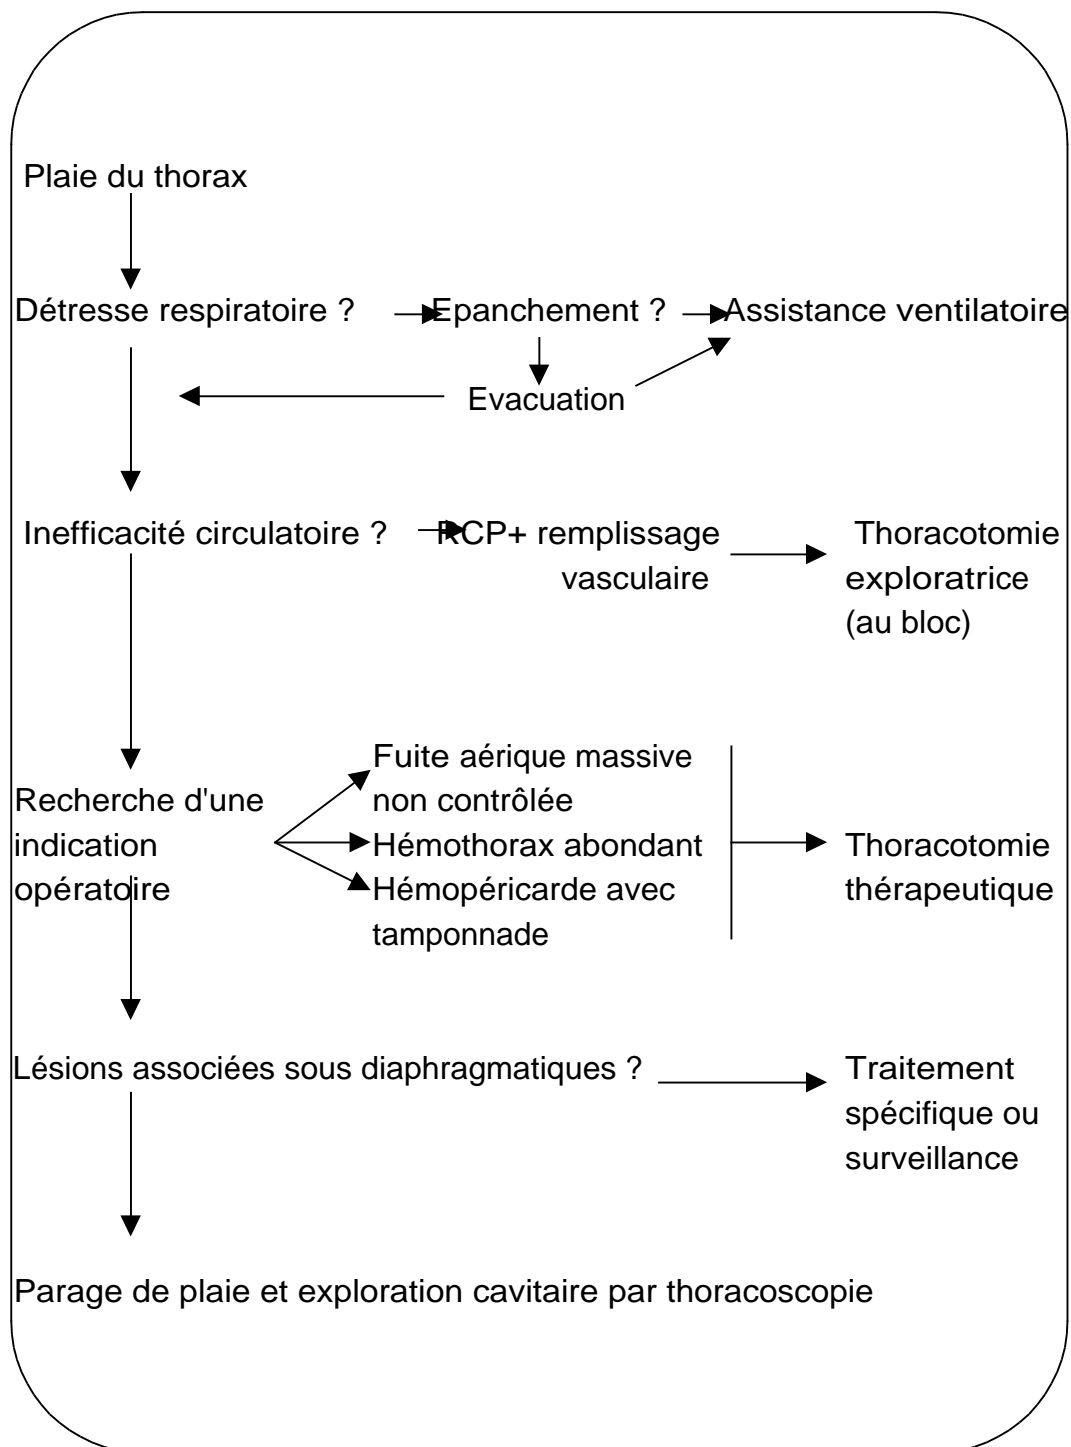 Plaie du thorax
Détresse respiratoire ? Epanchement ? Assistance ventilatoire
Evacuation
Inefficacité circulatoire ? RCP+ remplissage
vasculaire
Thoracotomie
exploratrice
(au bloc)
Recherche d'une
indication
opératoire
Fuite aérique massive
non contrôlée
Hémothorax abondant
Hémopéricarde avec
tamponnade
Thoracotomie
thérapeutique
Lésions associées sous diaphragmatiques ?
Traitement
spécifique ou
surveillance
Parage de plaie et exploration cavitaire par thoracoscopie